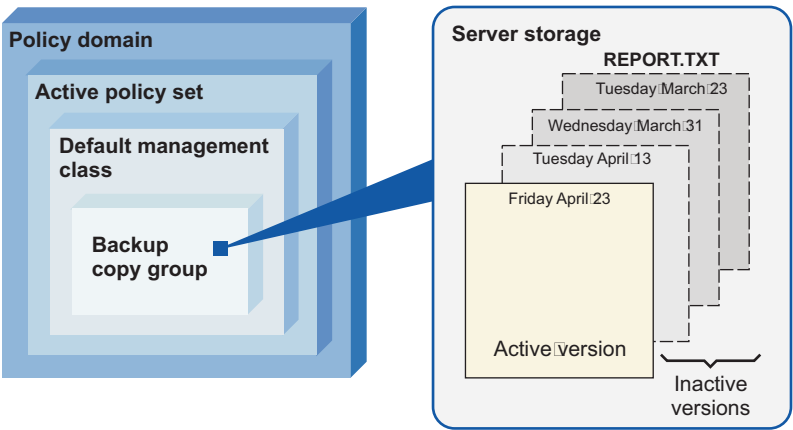 Policy domain
Active policy set
Default management
class
Backup
copy group
Server storage
REPORT.TXT
Tuesday March 23
Wednesday March 31
Tuesday April 13
Friday April 23
Active version
Inactive
versions